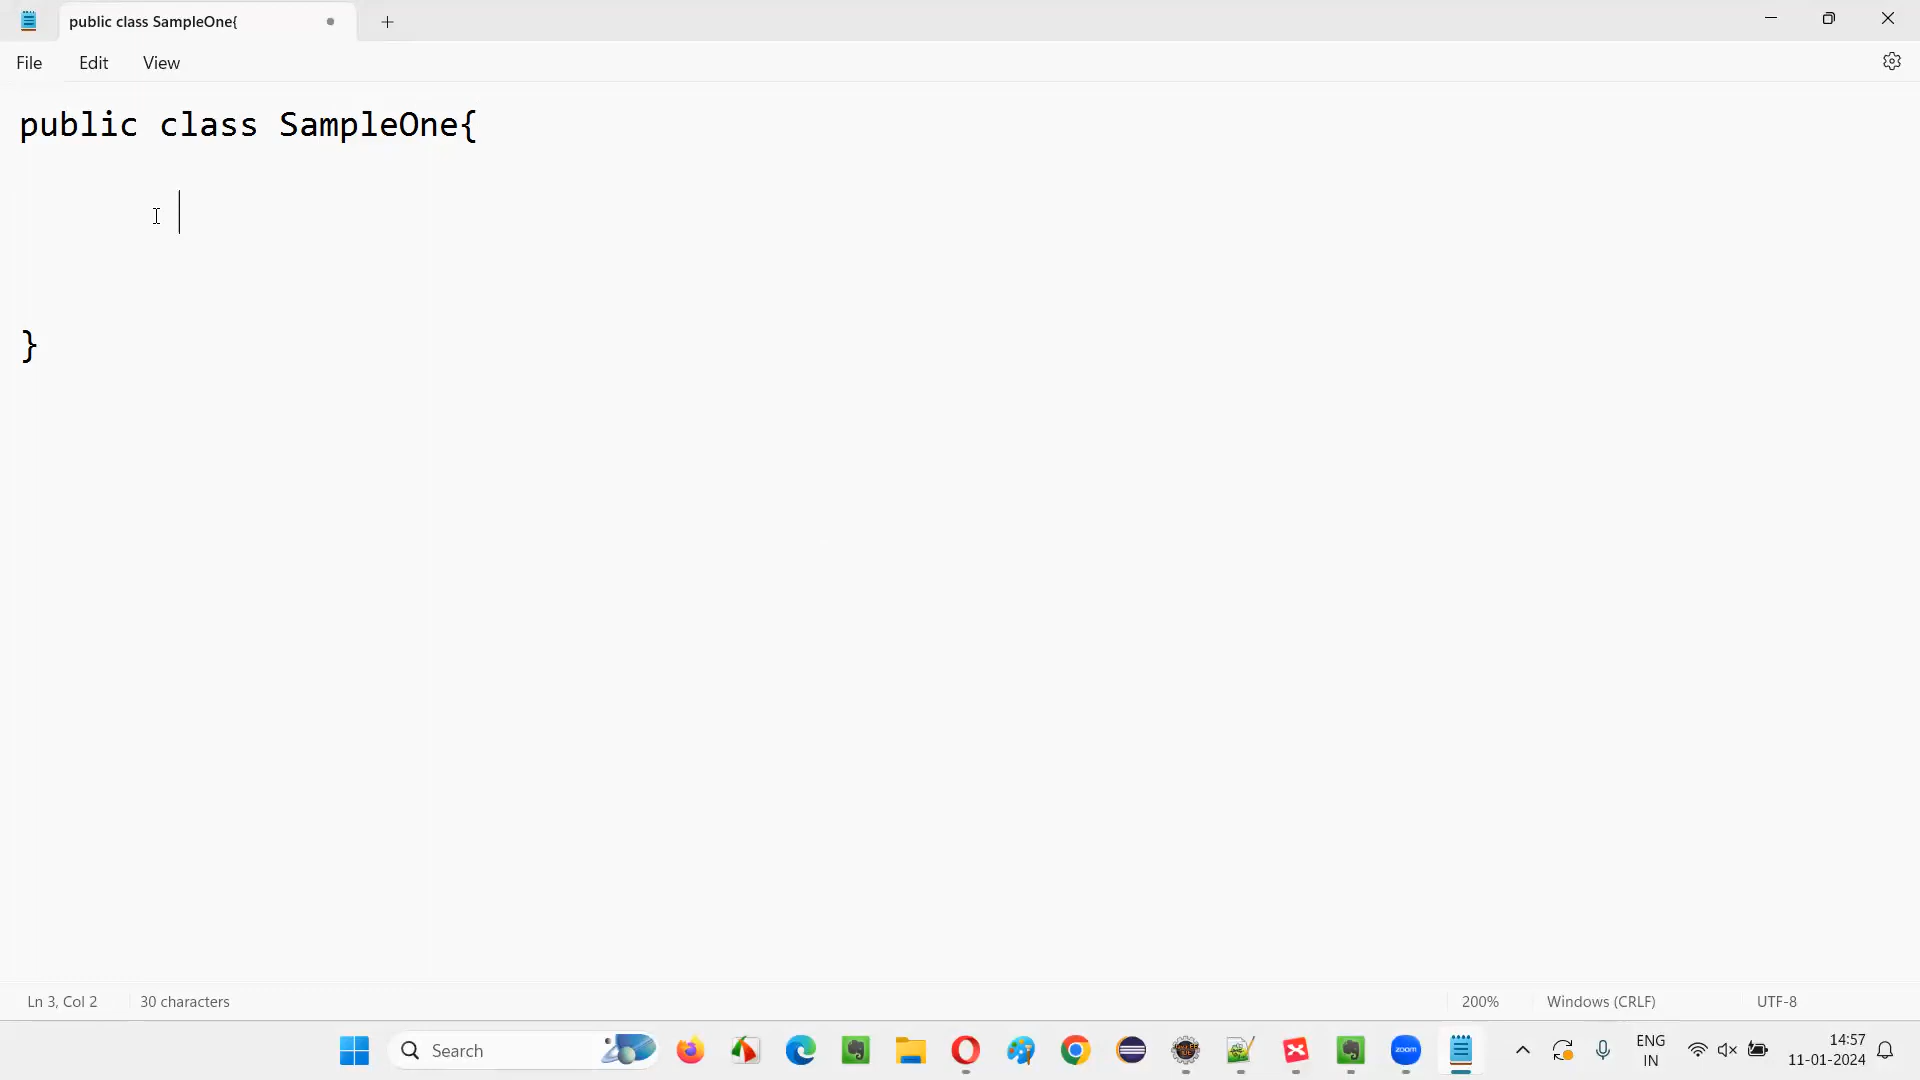 public class SampleOne{
File Edit View
public class SampleOne{
}
Ln 3, Col 2 30 characters 200% Windows (CRLF) UTF-8
Search zoom ENG 14:57
IN 11-01-2024